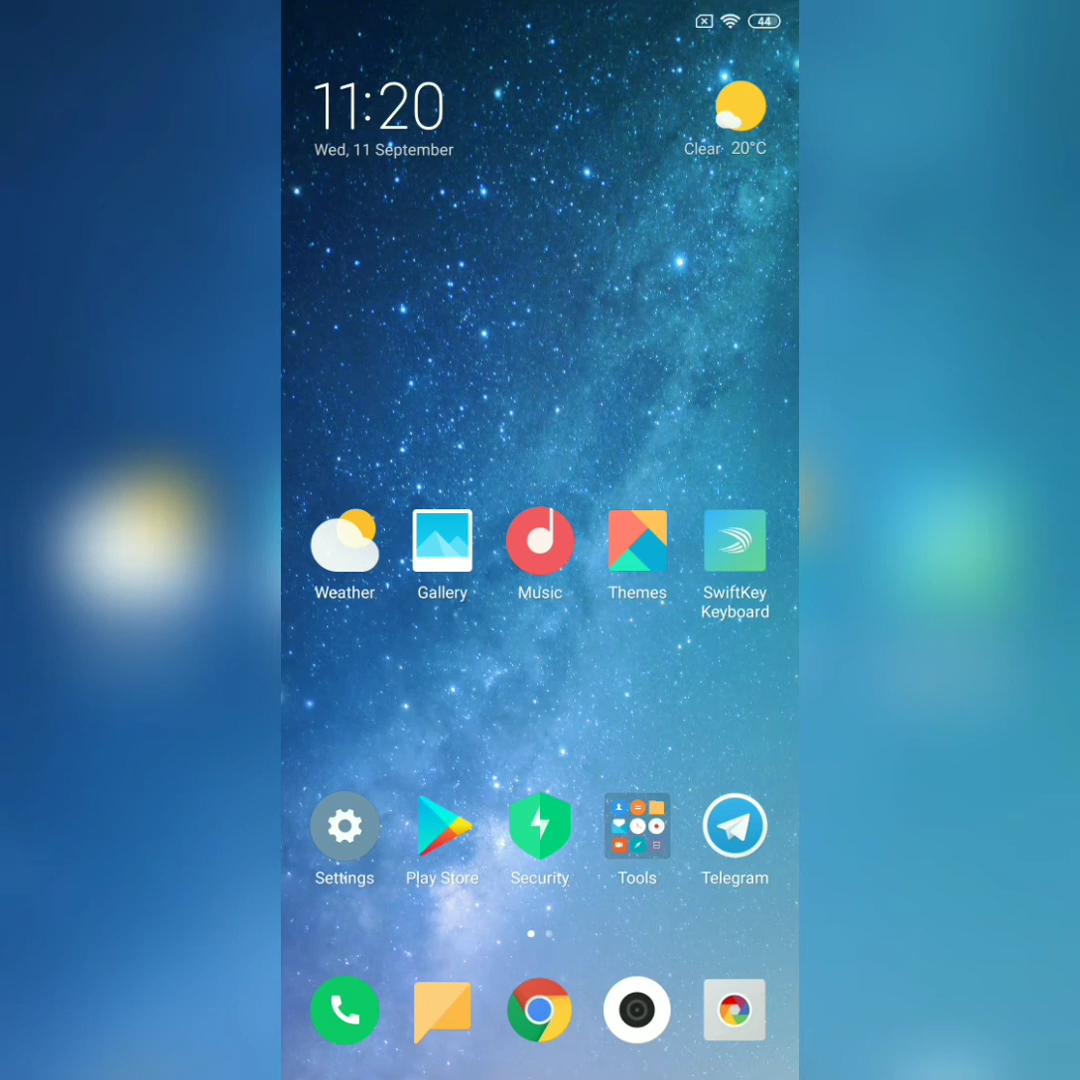 44
11:20
Wed, 11 September
Clear 20°C
Weather
Gallery
Music
Themes
SwiftKey
Keyboard
Settings
Play Store
Security
Tools
Telegram